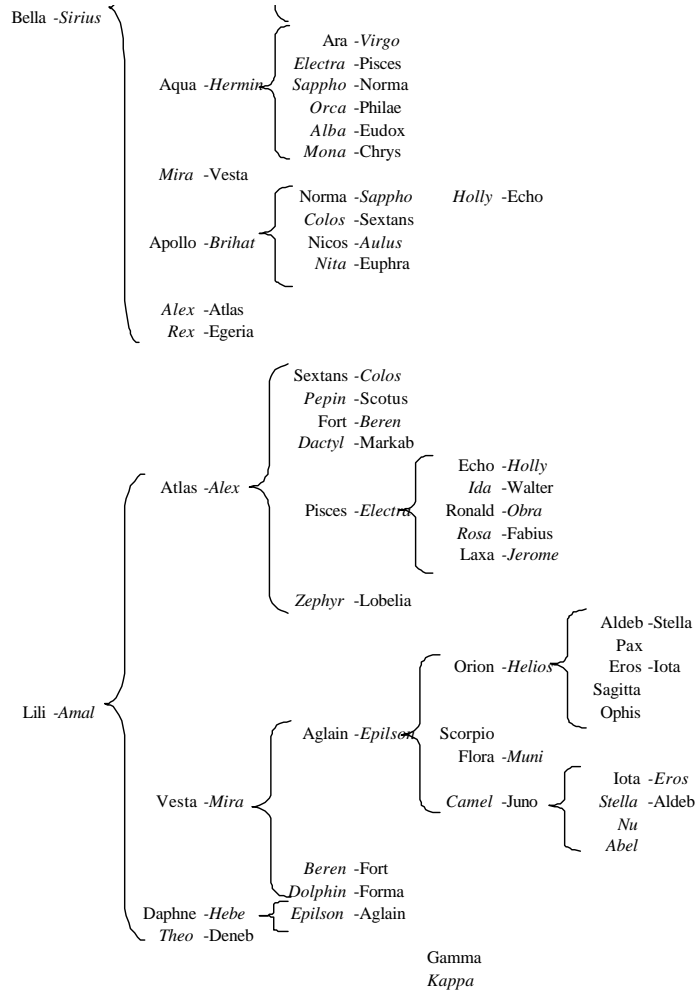 Bella -Sirius
Ara -Virgo
Electra -Pisces
Aqua -Hermin
Sappho -Norma
Orca -Philae
Alba -Eudox
Mona -Chrys
Mira -Vesta
Norma -Sappho
Holly -Echo
Colos -Sextans
Apollo -Brihat
Nicos -Aulus
Nita -Euphra
Alex -Atlas
Rex -Egeria
Sextans -Colos
Pepin -Scotus
Fort -Beren
Dactyl -Markab
Atlas -Alex
Echo -Holly
Ida -Walter
Pisces -Electra
Ronald -Obra
Rosa -Fabius
Laxa -Jerome
Zephyr -Lobelia
Lili -Amal
Aldeb -Stella
Pax
Orion -Helios
Eros -Iota
Sagitta
Ophis
Aglain -Epilson
Scorpio
Flora -Muni
Vesta -Mira
Camel -Juno
Iota -Eros
Stella -Aldeb
Nu
Abel
Beren -Fort
Dolphin -Forma
Daphne -Hebe
Epilson -Aglain
Theo -Deneb
Gamma
Kappa